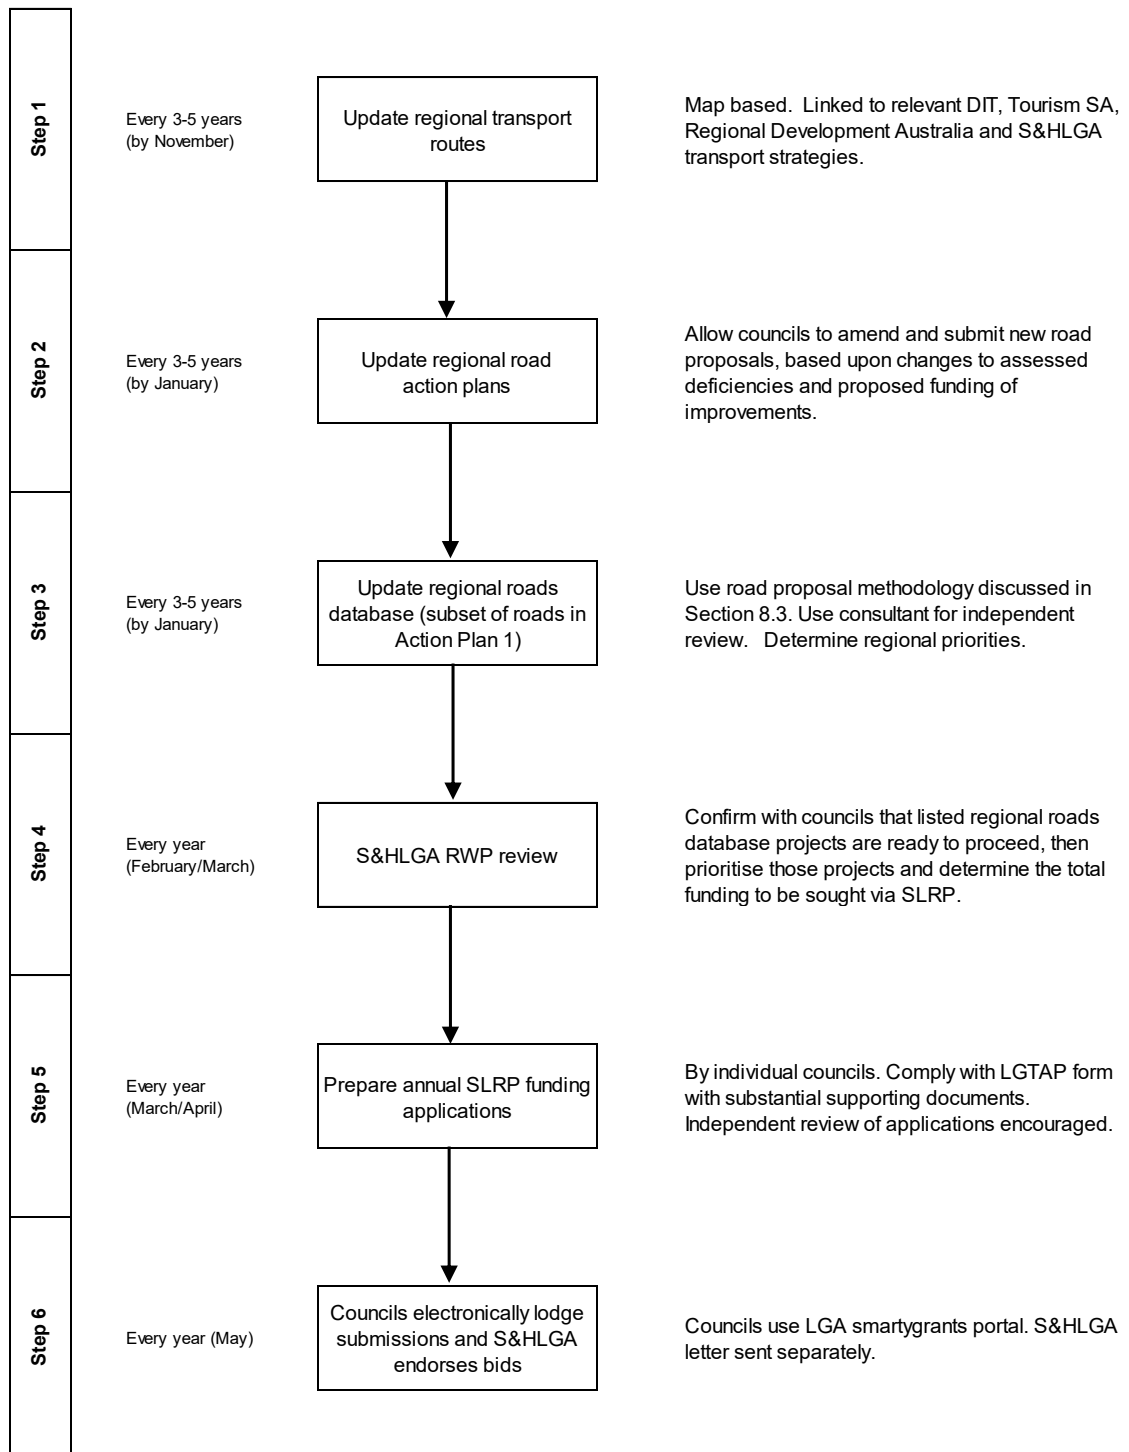 Step 1
Every 3-5 years
(by November)
Update regional transport
routes
Map based.  Linked to relevant DIT, Tourism SA,
Regional Development Australia and S&HLGA
transport strategies.
Step 2
Every 3-5 years
(by January)
Update regional road
action plans
Allow councils to amend and submit new road
proposals, based upon changes to assessed
deficiencies and proposed funding of
improvements.
Step 3
Every 3-5 years
(by January)
Update regional roads
database (subset of roads in
Action Plan 1)
Use road proposal methodology discussed in
Section 8.3. Use consultant for independent
review.   Determine regional priorities.
Step 4
Every year
(February/March)
S&HLGA RWP review
Confirm with councils that listed regional roads
database projects are ready to proceed, then
prioritise those projects and determine the total
funding to be sought via SLRP.
Step 5
Every year
(March/April)
Prepare annual SLRP funding
applications
By individual councils. Comply with LGTAP form
with substantial supporting documents.
Independent review of applications encouraged.
Step 6
Every year (May)
Councils electronically lodge
submissions and S&HLGA
endorses bids
Councils use LGA smartygrants portal. S&HLGA
letter sent separately.